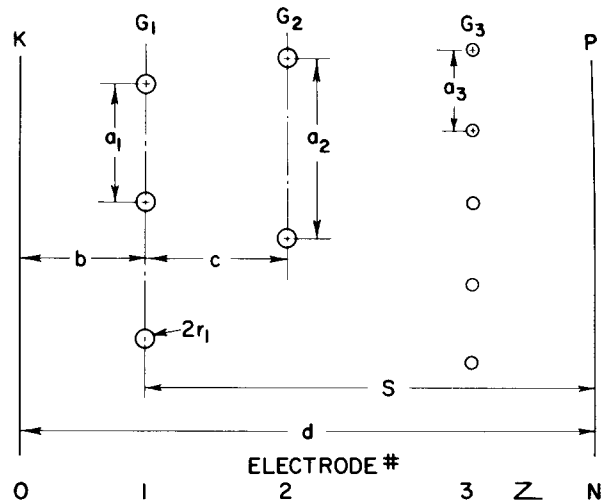 K G₁ G₂ G₃ P
a₁ a₂ a₃
b c
2r₁
S
d
ELECTRODE #
0 1 2 3 Z N